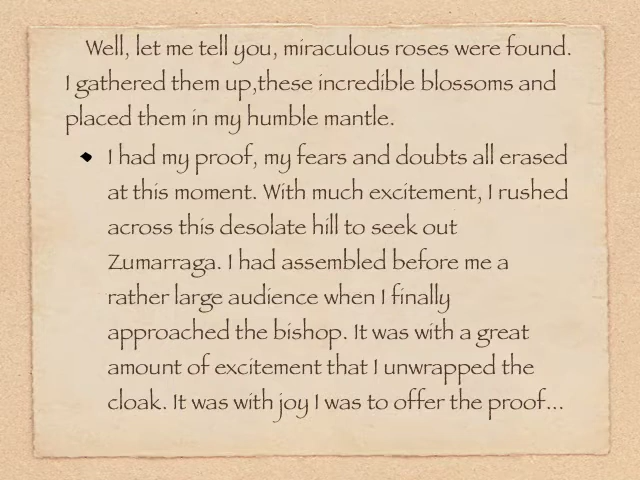 Well, let me tell you, miraculous roses were found.
I gathered them up,these incredible blossoms and
placed them in my humble mantle.
I had my proof, my fears and doubts all erased
at this moment. With much excitement, I rushed
across this desolate hill to seek out
Zumarraga. I had assembled before me a
rather large audience when I finally
approached the bishop. It was with a great
amount of excitement that I unwrapped the
cloak. It was with joy I was to offer the proof...